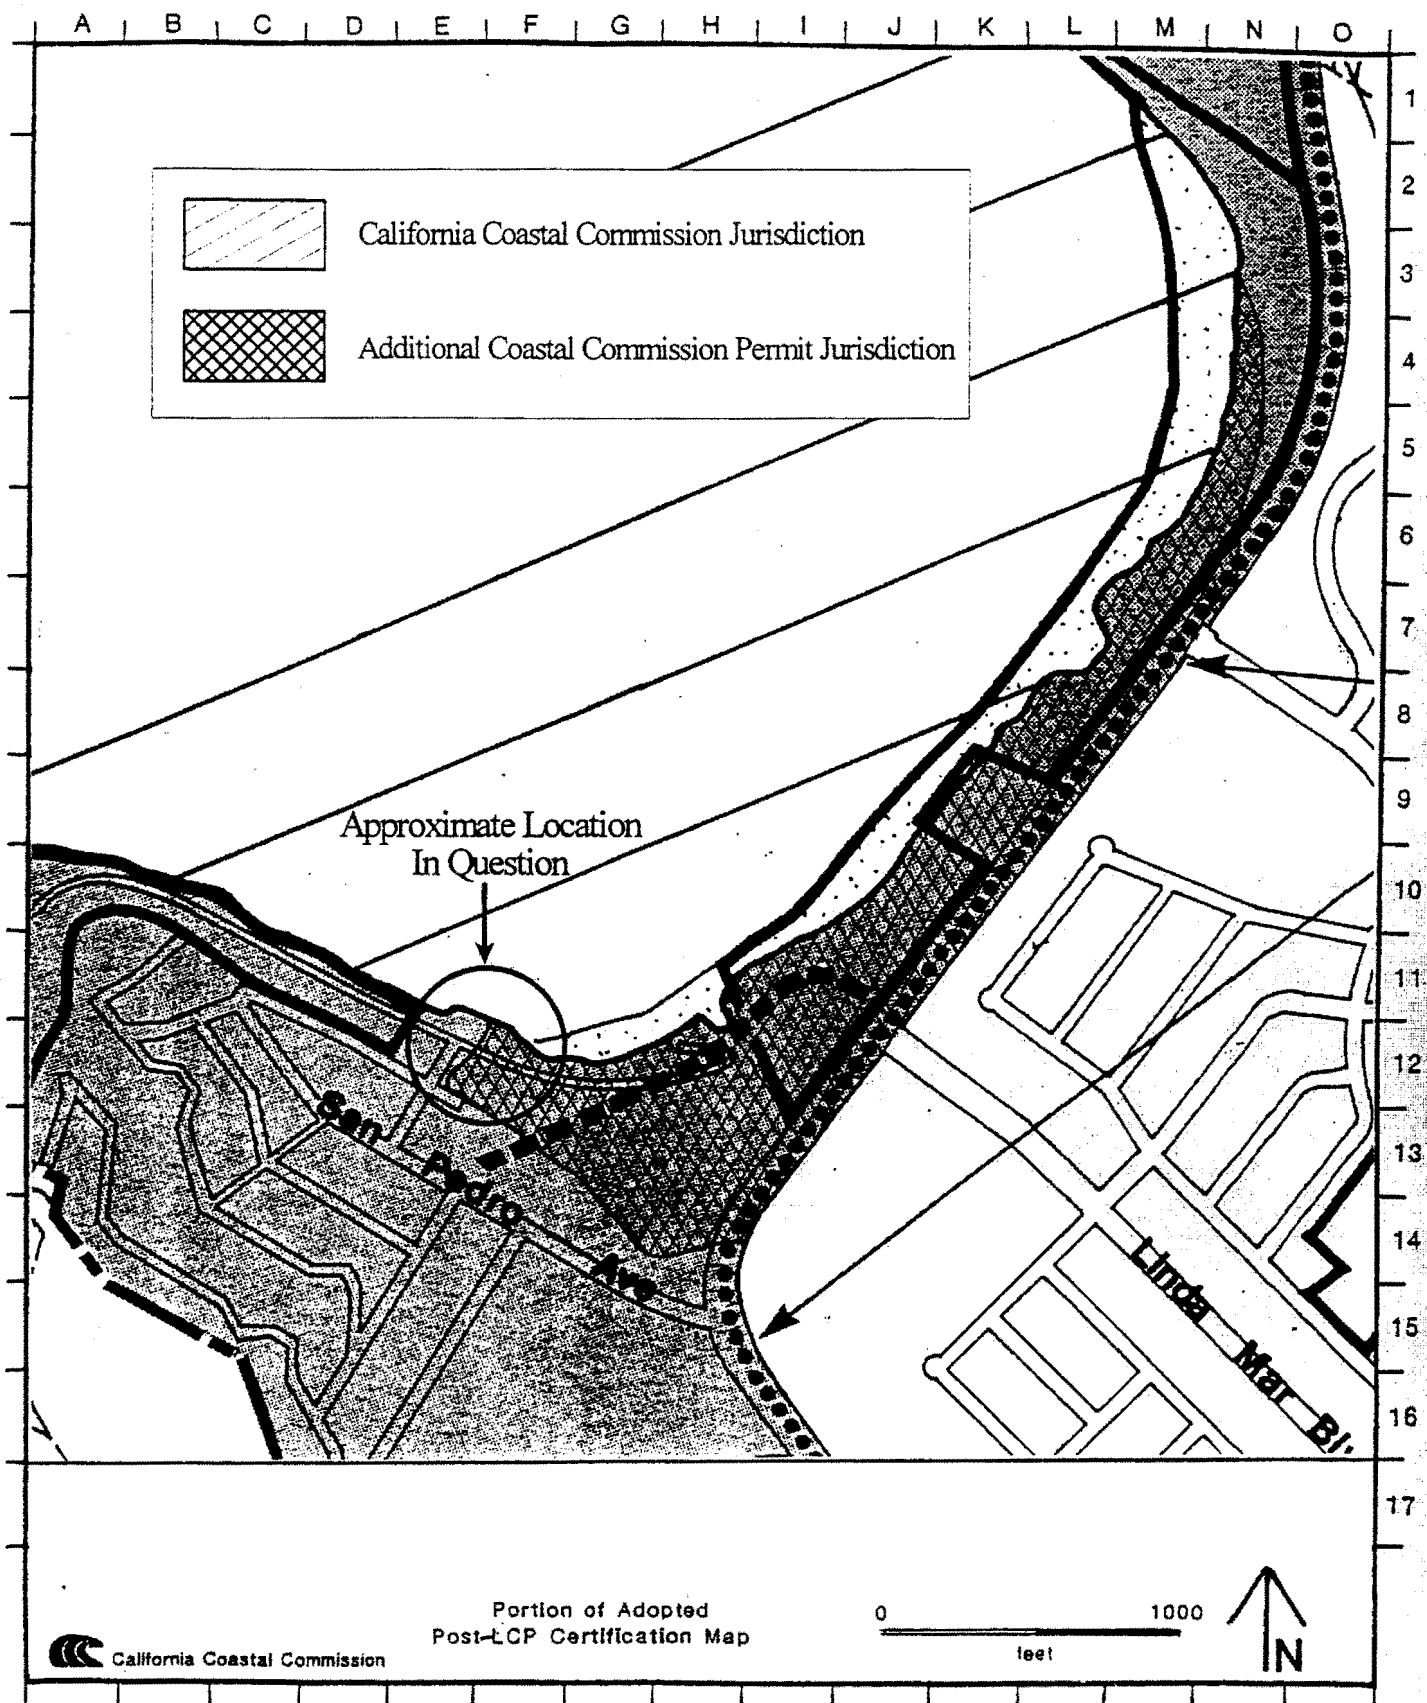 A B C D E F G H I J K L M N O
1
2
California Coastal Commission Jurisdiction
3
Additional Coastal Commission Permit Jurisdiction
4
5
6
7
8
9
Approximate Location
In Question
10
11
12
San Pedro Ave
13
14
Linda Mar Bl
15
16
17
Portion of Adopted
Post-LCP Certification Map
0 1000
feet
N
CCC California Coastal Commission